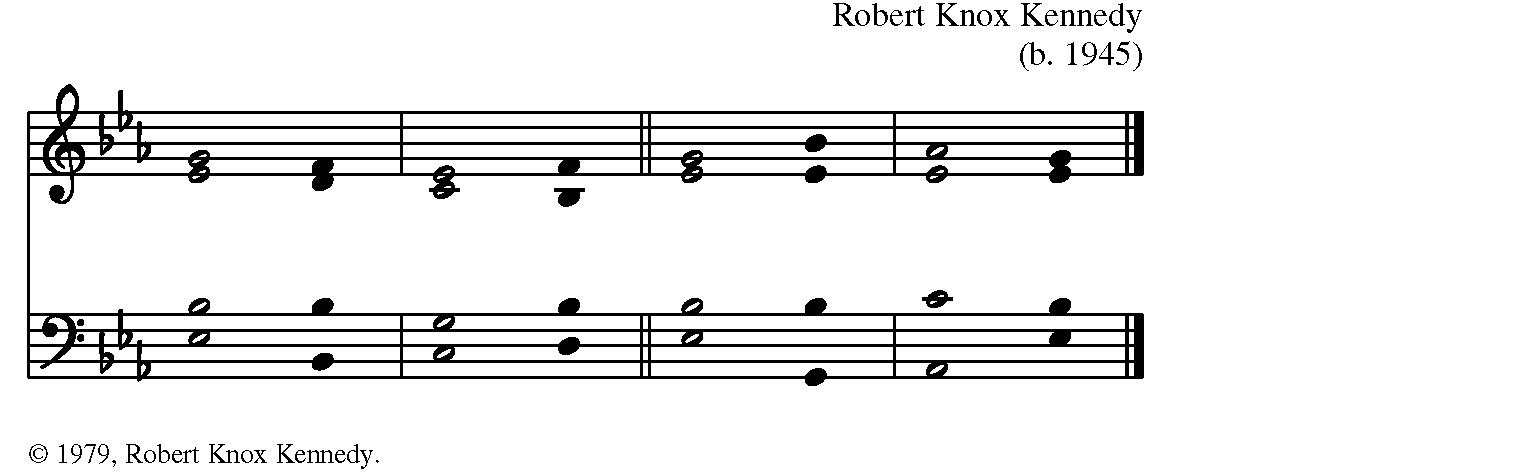 Robert Knox Kennedy
(b. 1945)
© 1979, Robert Knox Kennedy.